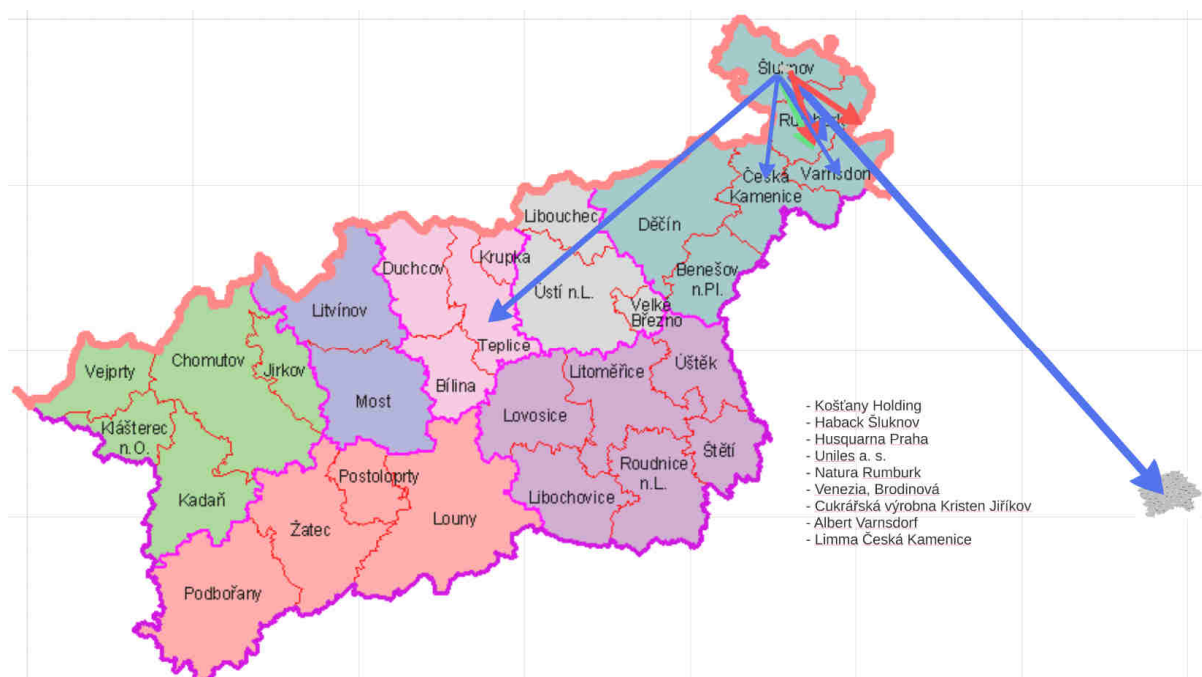 Šluknov
Rumburk
Česká
Kamenice
Varnsdorf
Libouchec
Děčín
Krupka
Duchcov
Benešov
n.Pl.
Ústí n.L.
Velké
Březno
Litvínov
Teplice
Chomutov
Jirkov
Vejprty
Bílina
Litoměřice
Úštěk
Most
Lovosice
Klášterec
n. O.
Štětí
Roudnice
n.L.
Postoloprty
Kadaň
Libochovice
Louny
Žatec
Podbořany
- Košťany Holding
- Haback Šluknov
- Husquarna Praha
- Uniles a. s.
- Natura Rumburk
- Venezia, Brodinová
- Cukrářská výrobna Kristen Jiříkov
- Albert Varnsdorf
- Limma Česká Kamenice